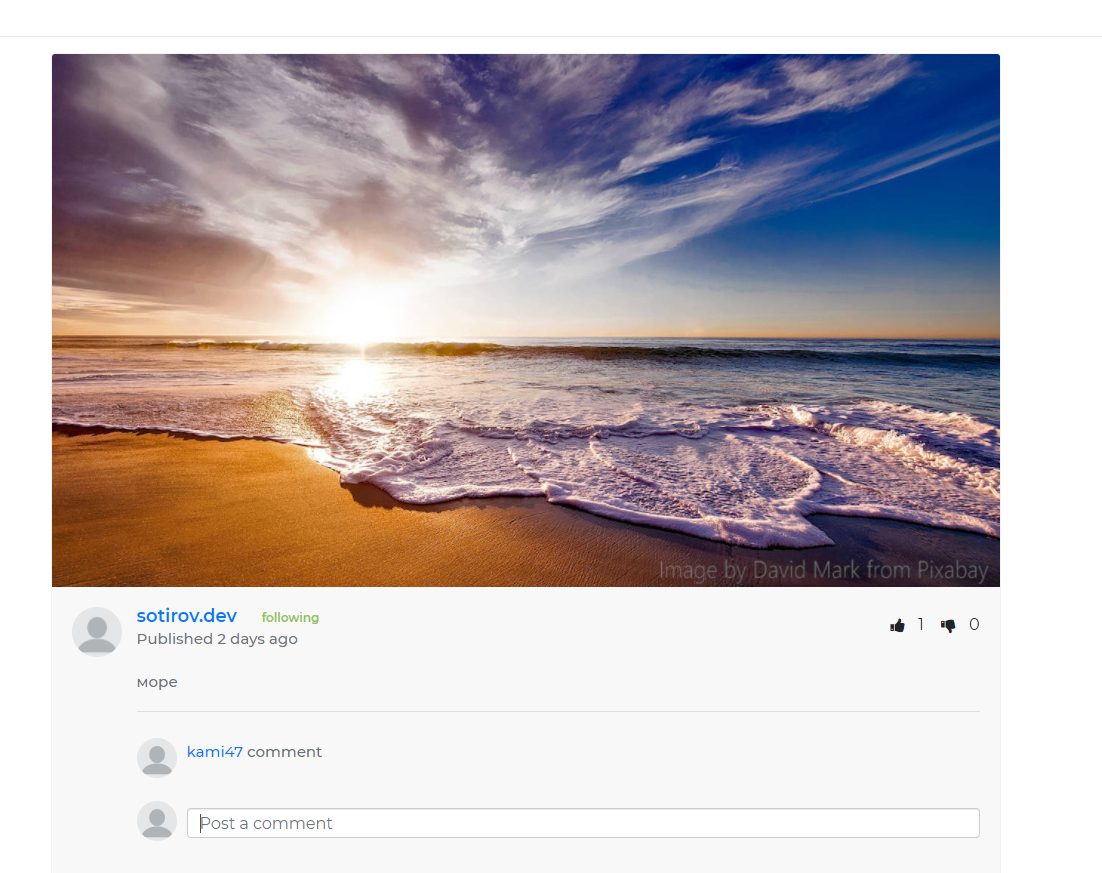 Image by David Mark from Pixabay
sotirov.dev following
1 0
Published 2 days ago
море
kami47 comment
Post a comment